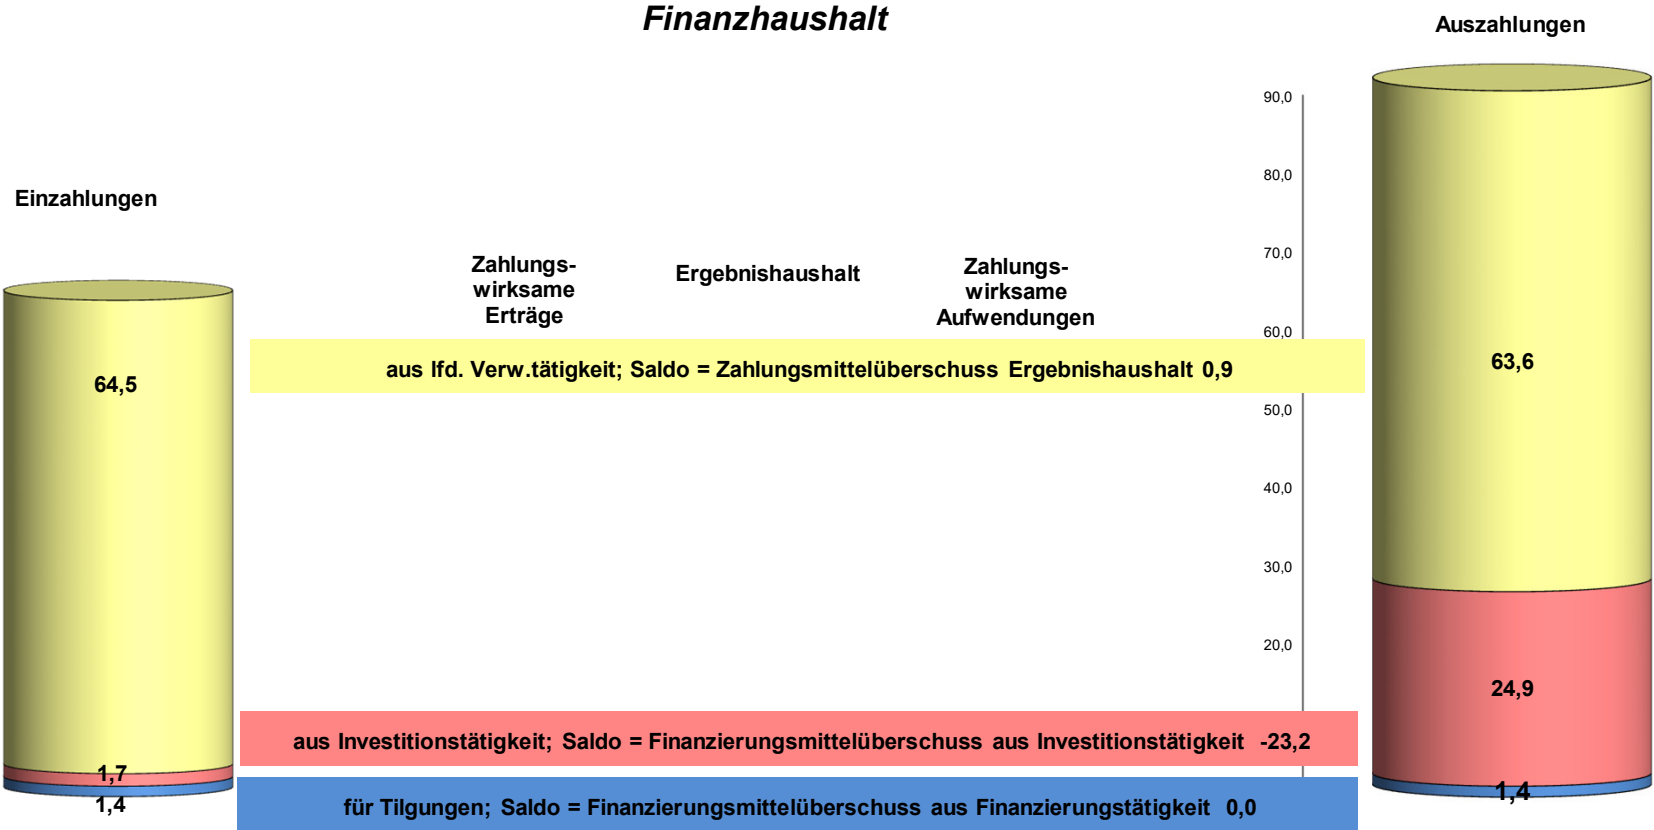 Finanzhaushalt
Auszahlungen
Einzahlungen
90,0
80,0
70,0
60,0
50,0
40,0
30,0
20,0
Zahlungs-
wirksame
Erträge
Ergebnishaushalt
Zahlungs-
wirksame
Aufwendungen
64,5
aus lfd. Verw.tätigkeit; Saldo = Zahlungsmittelüberschuss Ergebnishaushalt 0,9
63,6
24,9
1,7
aus Investitionstätigkeit; Saldo = Finanzierungsmittelüberschuss aus Investitionstätigkeit -23,2
1,4
für Tilgungen; Saldo = Finanzierungsmittelüberschuss aus Finanzierungstätigkeit 0,0
1,4